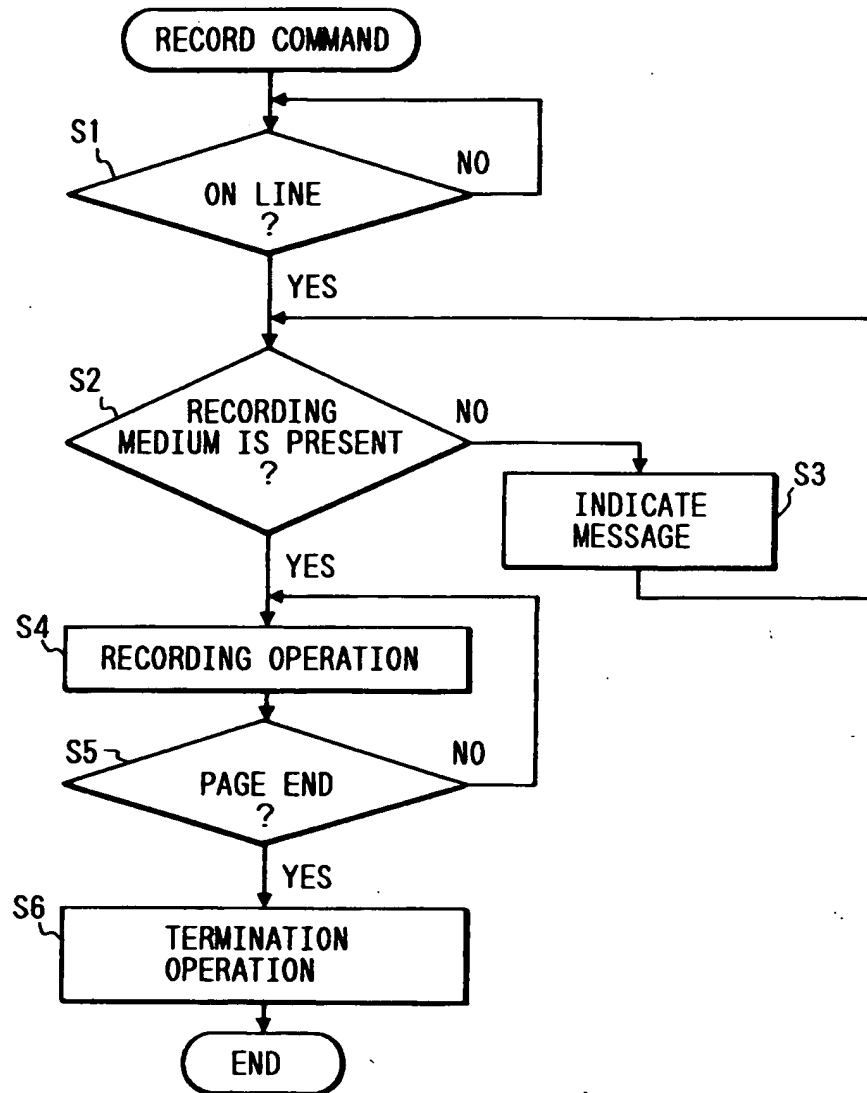 RECORD COMMAND
S1
NO
ON LINE
?
YES
S2
NO
RECORDING
MEDIUM IS PRESENT
?
S3
INDICATE
MESSAGE
YES
S4
RECORDING OPERATION
S5
NO
PAGE END
?
YES
S6
TERMINATION
OPERATION
END